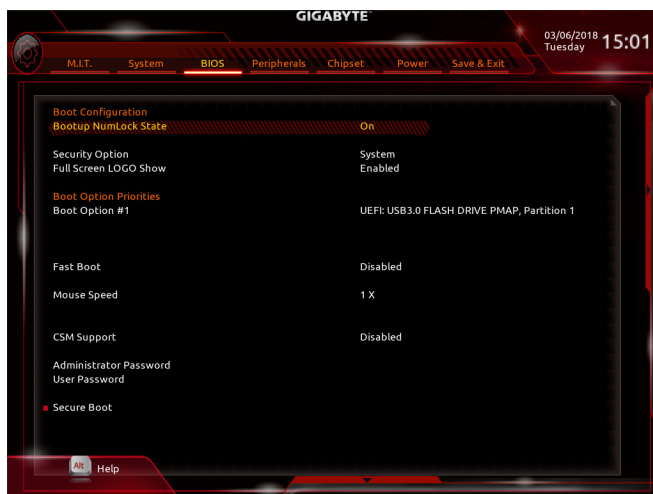 GIGABYTE
03/06/2018
Tuesday
15:01
M.I.T. System BIOS Peripherals Chipset Power Save & Exit
Boot Configuration
Bootup NumLock State On
Security Option System
Full Screen LOGO Show Enabled
Boot Option Priorities
Boot Option #1 UEFI: USB3.0 FLASH DRIVE PMAP, Partition 1
Fast Boot Disabled
Mouse Speed 1 X
CSM Support Disabled
Administrator Password
User Password
Secure Boot
Alt Help